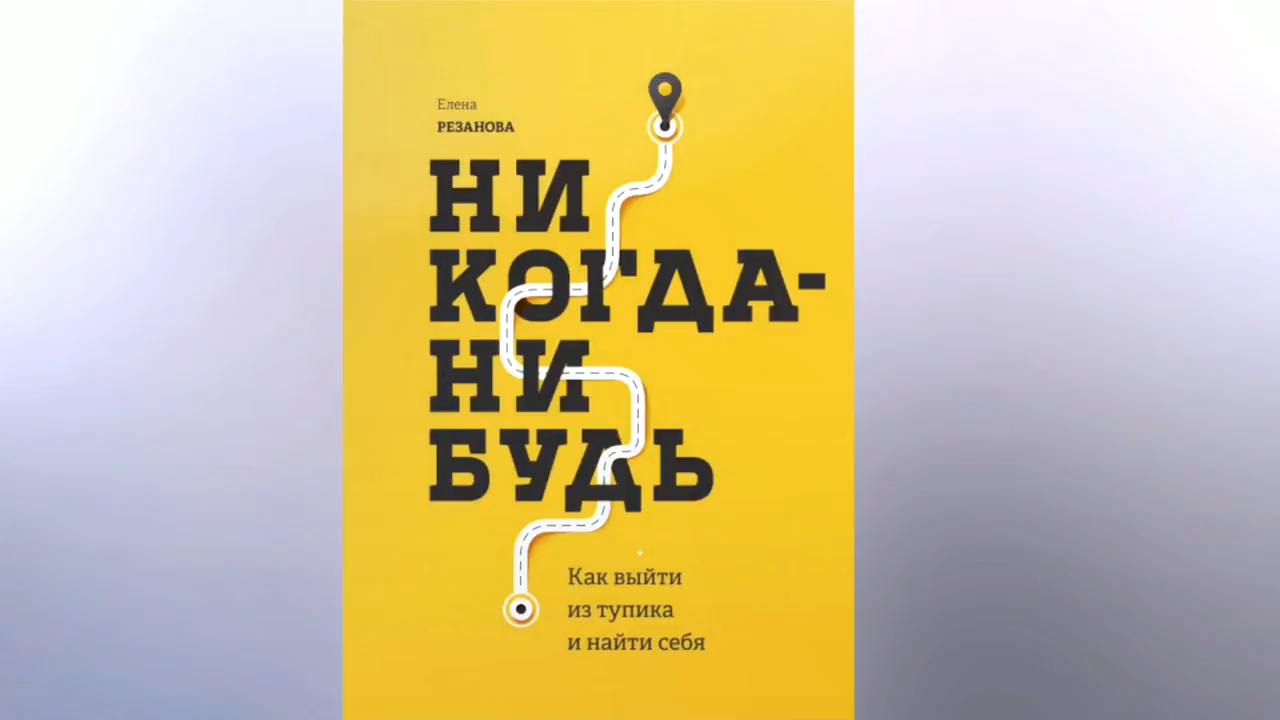 Елена
РЕЗАНОВА
НИ
КОГДА-
НИ
БУДЬ
Как выйти
из тупика
и найти себя